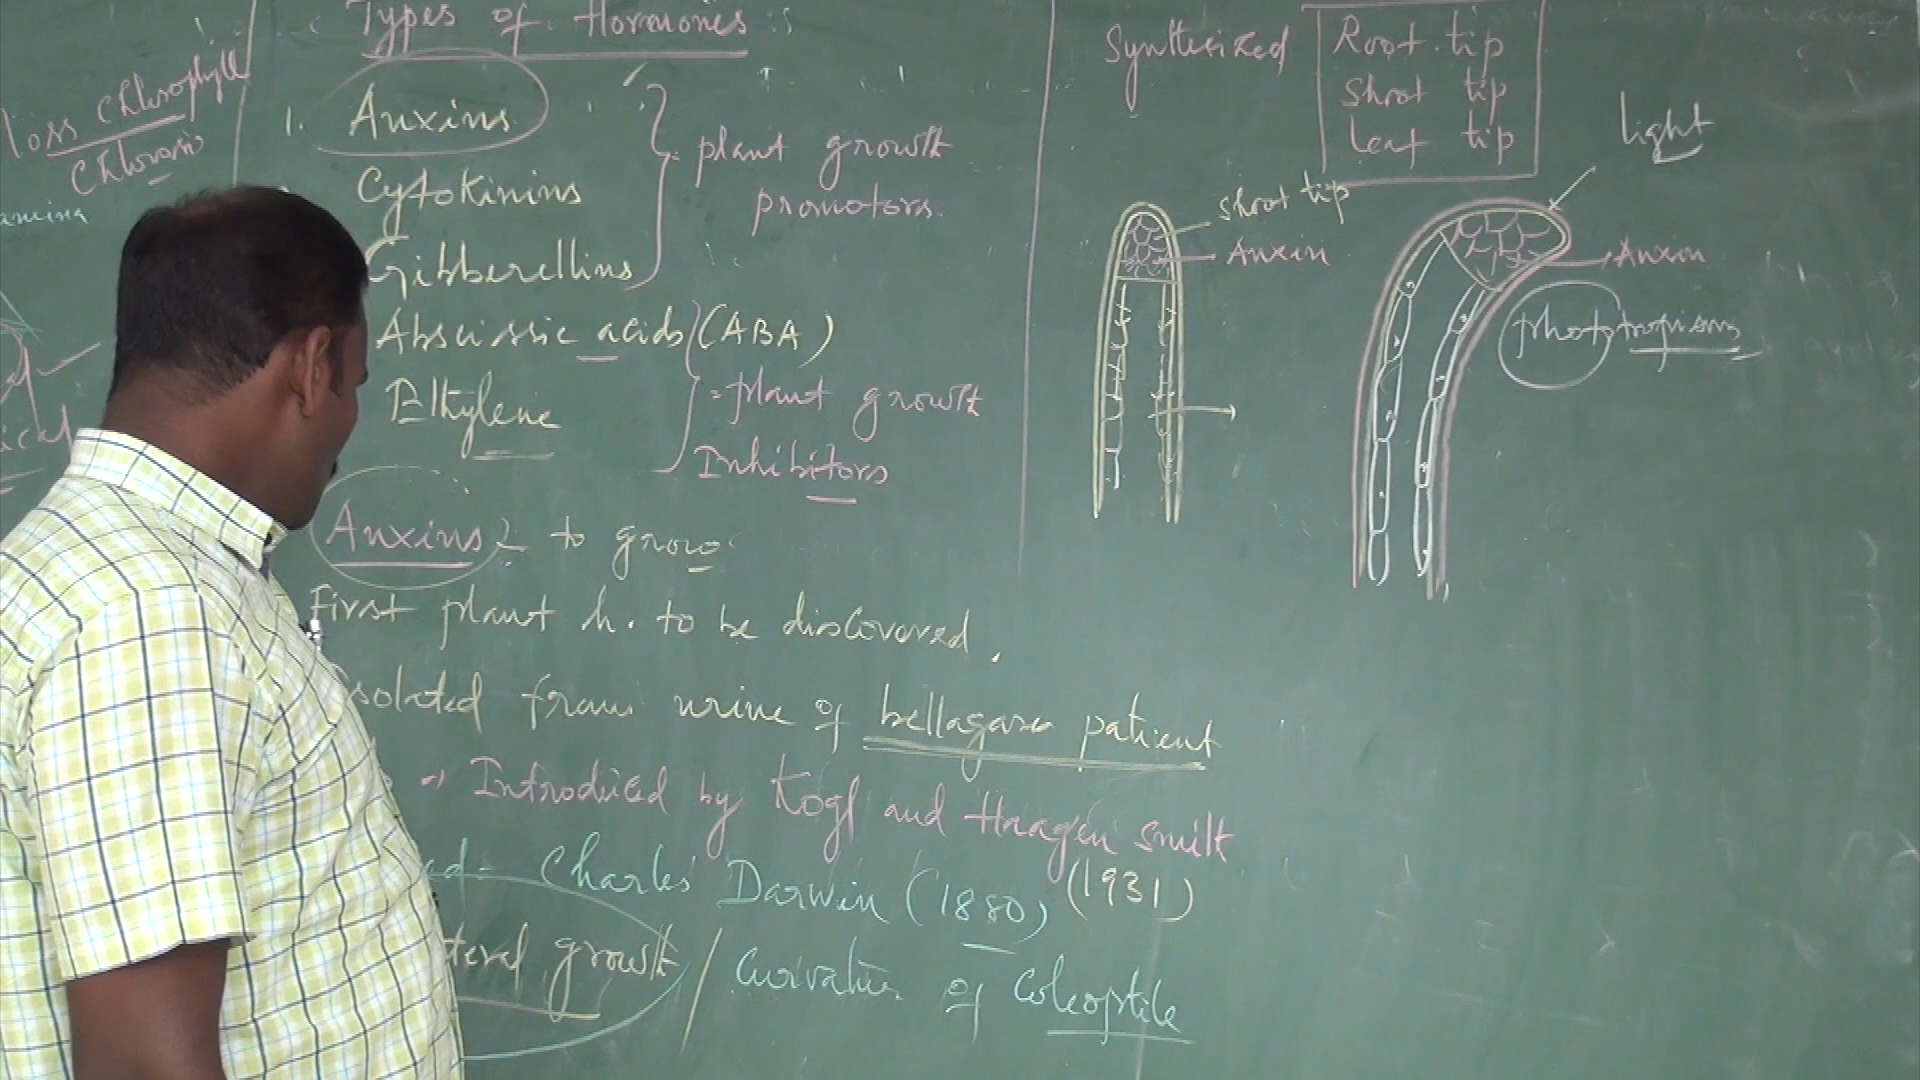 Types of Hormones
1. Auxins
Cytokinins
Gibberellins
plant growth
promotors.
Abscissic acids (ABA)
Ethylene
= plant growth
Inhibitors
Auxins to grow
First plant h. to be discovered.
Isolated from urine of bellagara patient
Introduced by Kogl and Haagen smith
(1931)
Charles Darwin (1880)
growth / Curvature of Coleoptile
loss chlorophyll
Synthesized
Root tip
Shoot tip
Leaf tip
light
shoot tip
Auxin
Auxin
phototropism